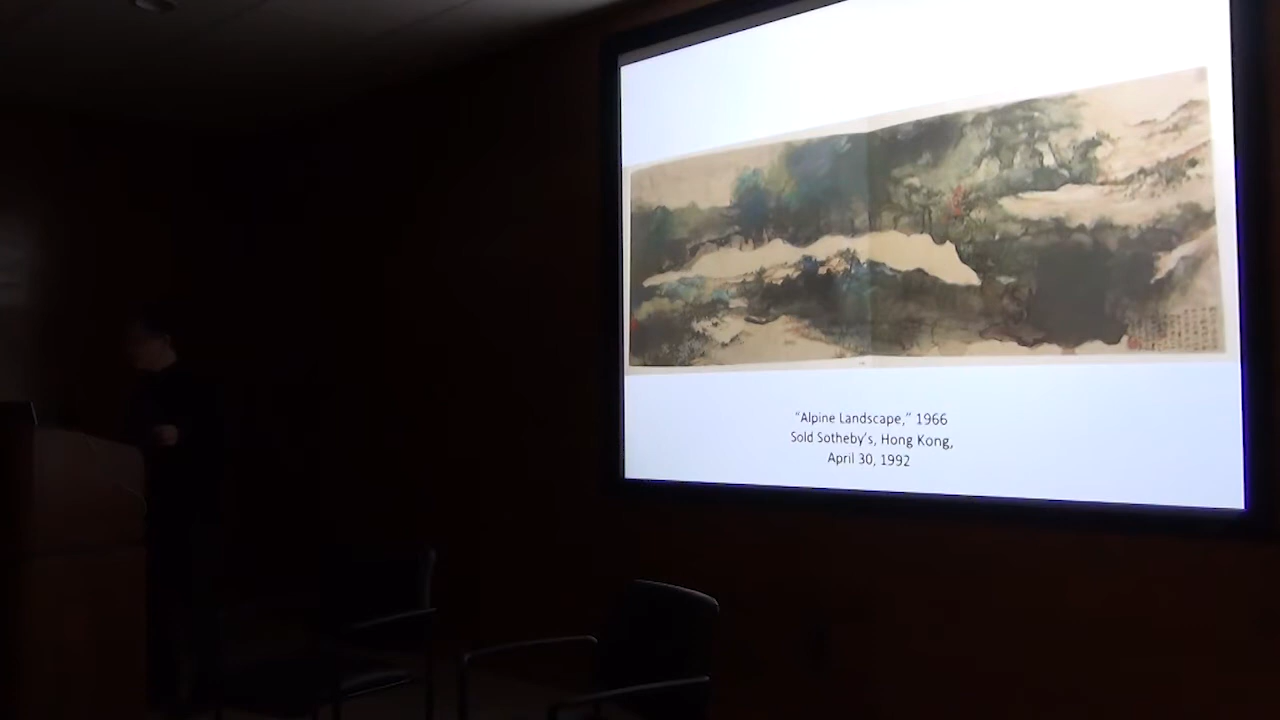 “Alpine Landscape,” 1966
Sold Sotheby’s, Hong Kong,
April 30, 1992